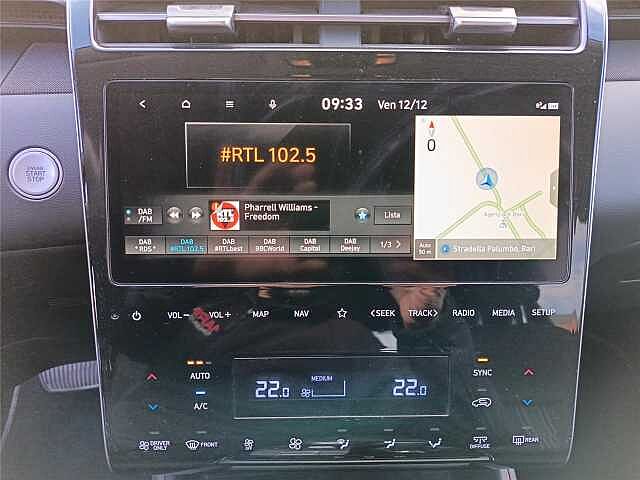 09:33 Ven 12/12
#RTL 102.5
0
ENGINE
START
STOP
DAB
/FM
RTL
Pharrell Williams -
Freedom
Lista
DAB
*RDS*
DAB
#RTL102.5
DAB
#RTLbest
DAB
BBCWorld
DAB
Capital
DAB
Deejay
1/3
Auto
50 m
Stradella Palumbo, Bari
VOL− VOL+ MAP NAV <SEEK TRACK> RADIO MEDIA SETUP
AUTO
A/C
22.0
MEDIUM
22.0
SYNC
DRIVER
ONLY
FRONT
OFF
DIFFUSE
REAR